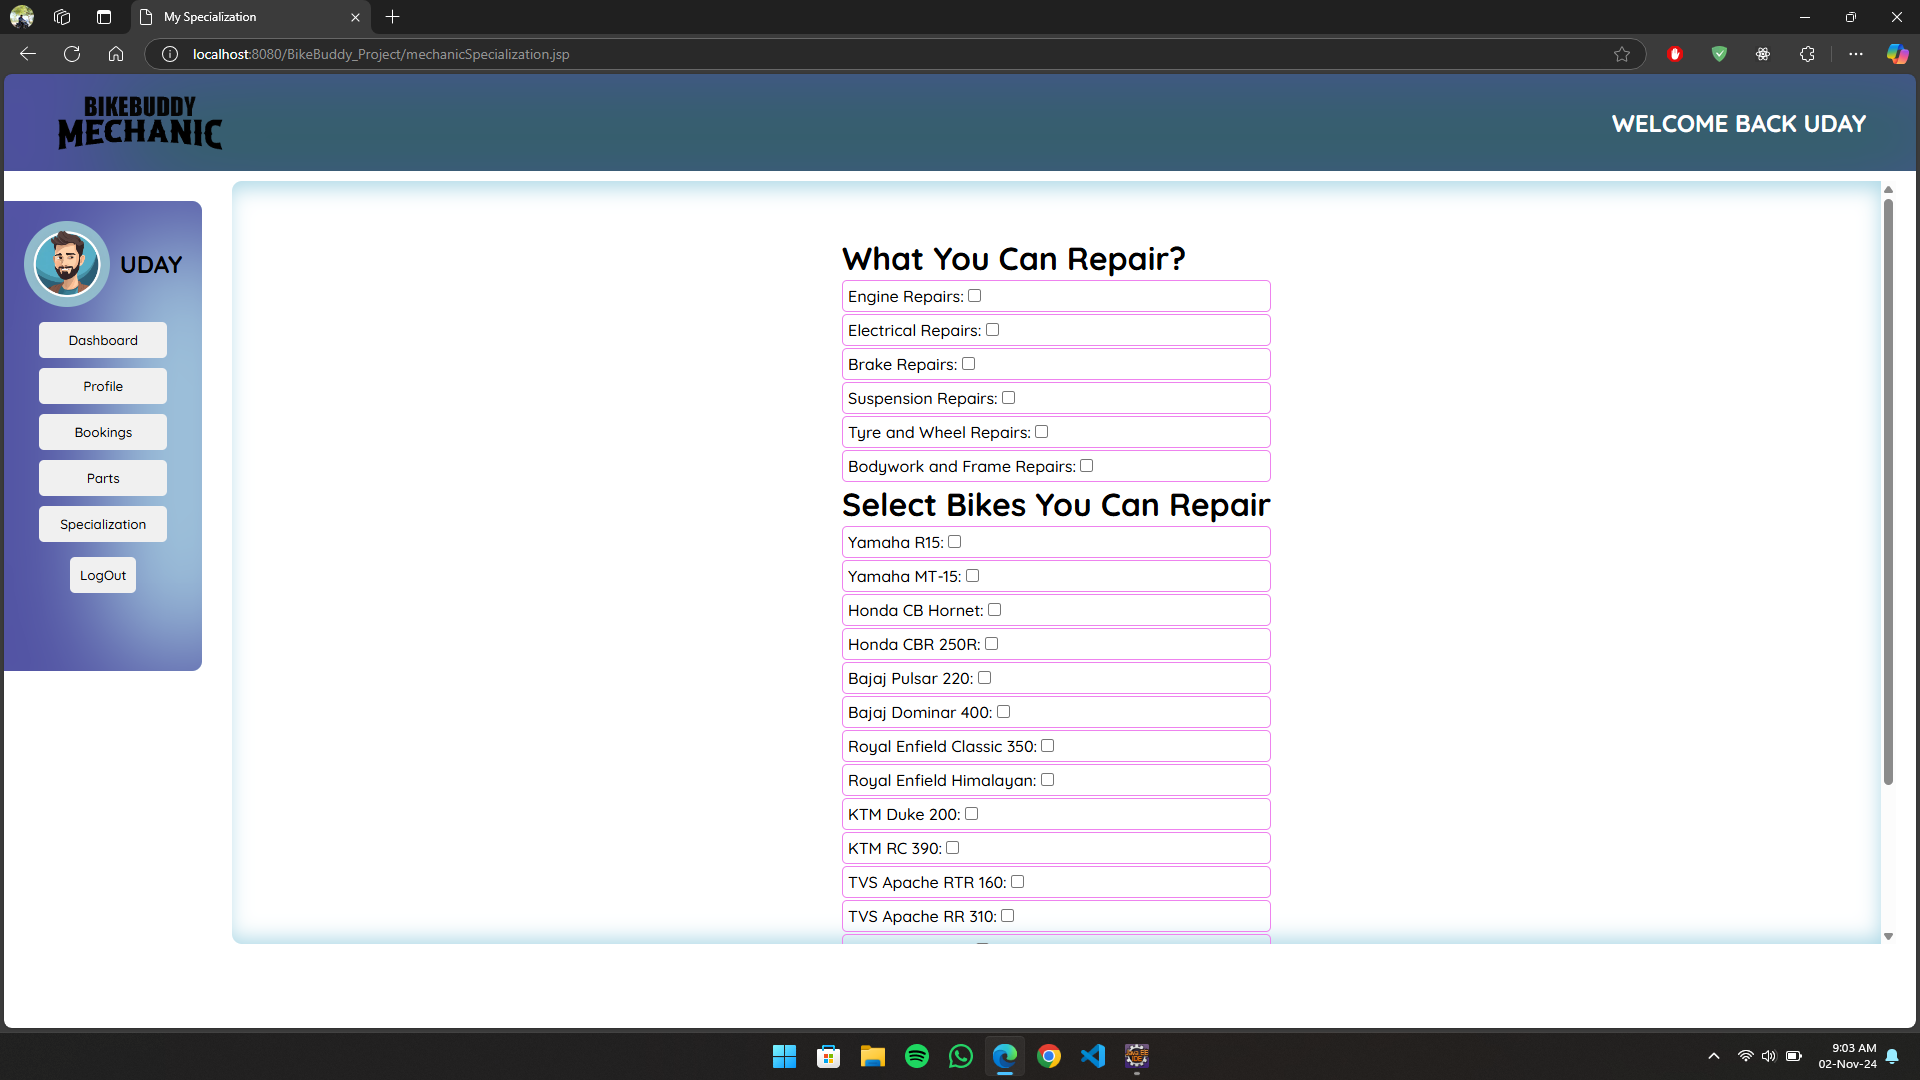 My Specialization
localhost:8080/BikeBuddy_Project/mechanicSpecialization.jsp
BIKEBUDDY
MECHANIC
WELCOME BACK UDAY
UDAY
Dashboard
Profile
Bookings
Parts
Specialization
LogOut
What You Can Repair?
Engine Repairs:
Electrical Repairs:
Brake Repairs:
Suspension Repairs:
Tyre and Wheel Repairs:
Bodywork and Frame Repairs:
Select Bikes You Can Repair
Yamaha R15:
Yamaha MT-15:
Honda CB Hornet:
Honda CBR 250R:
Bajaj Pulsar 220:
Bajaj Dominar 400:
Royal Enfield Classic 350:
Royal Enfield Himalayan:
KTM Duke 200:
KTM RC 390:
TVS Apache RTR 160:
TVS Apache RR 310:
9:03 AM
02-Nov-24